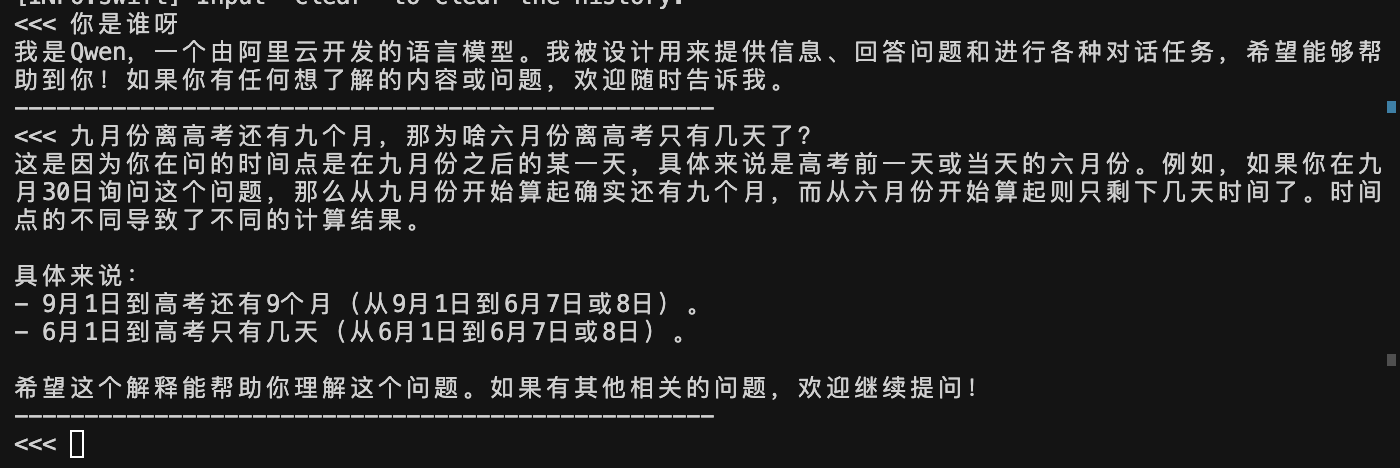 [INFO:swift] Input `clear` to clear the history.
<<< 你是谁呀
我是Qwen，一个由阿里云开发的语言模型。我被设计用来提供信息、回答问题和进行各种对话任务，希望能够帮
助到你！如果你有任何想了解的内容或问题，欢迎随时告诉我。
--------------------------------------------------
<<< 九月份离高考还有九个月，那为啥六月份离高考只有几天了？
这是因为你在问的时间点是在九月份之后的某一天，具体来说是高考前一天或当天的六月份。例如，如果你在九
月30日询问这个问题，那么从九月份开始算起确实还有九个月，而从六月份开始算起则只剩下几天时间了。时间
点的不同导致了不同的计算结果。
具体来说：
- 9月1日到高考还有9个月（从9月1日到6月7日或8日）。
- 6月1日到高考只有几天（从6月1日到6月7日或8日）。
希望这个解释能帮助你理解这个问题。如果有其他相关的问题，欢迎继续提问！
--------------------------------------------------
<<<